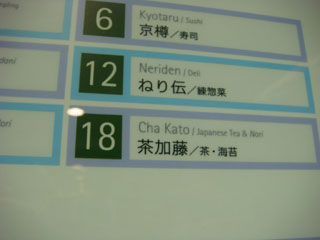 6
Kyotaru / Sushi
京樽／寿司
12
Neriden / Deli
ねり伝／練惣菜
18
Cha Kato / Japanese Tea & Nori
茶加藤／茶・海苔